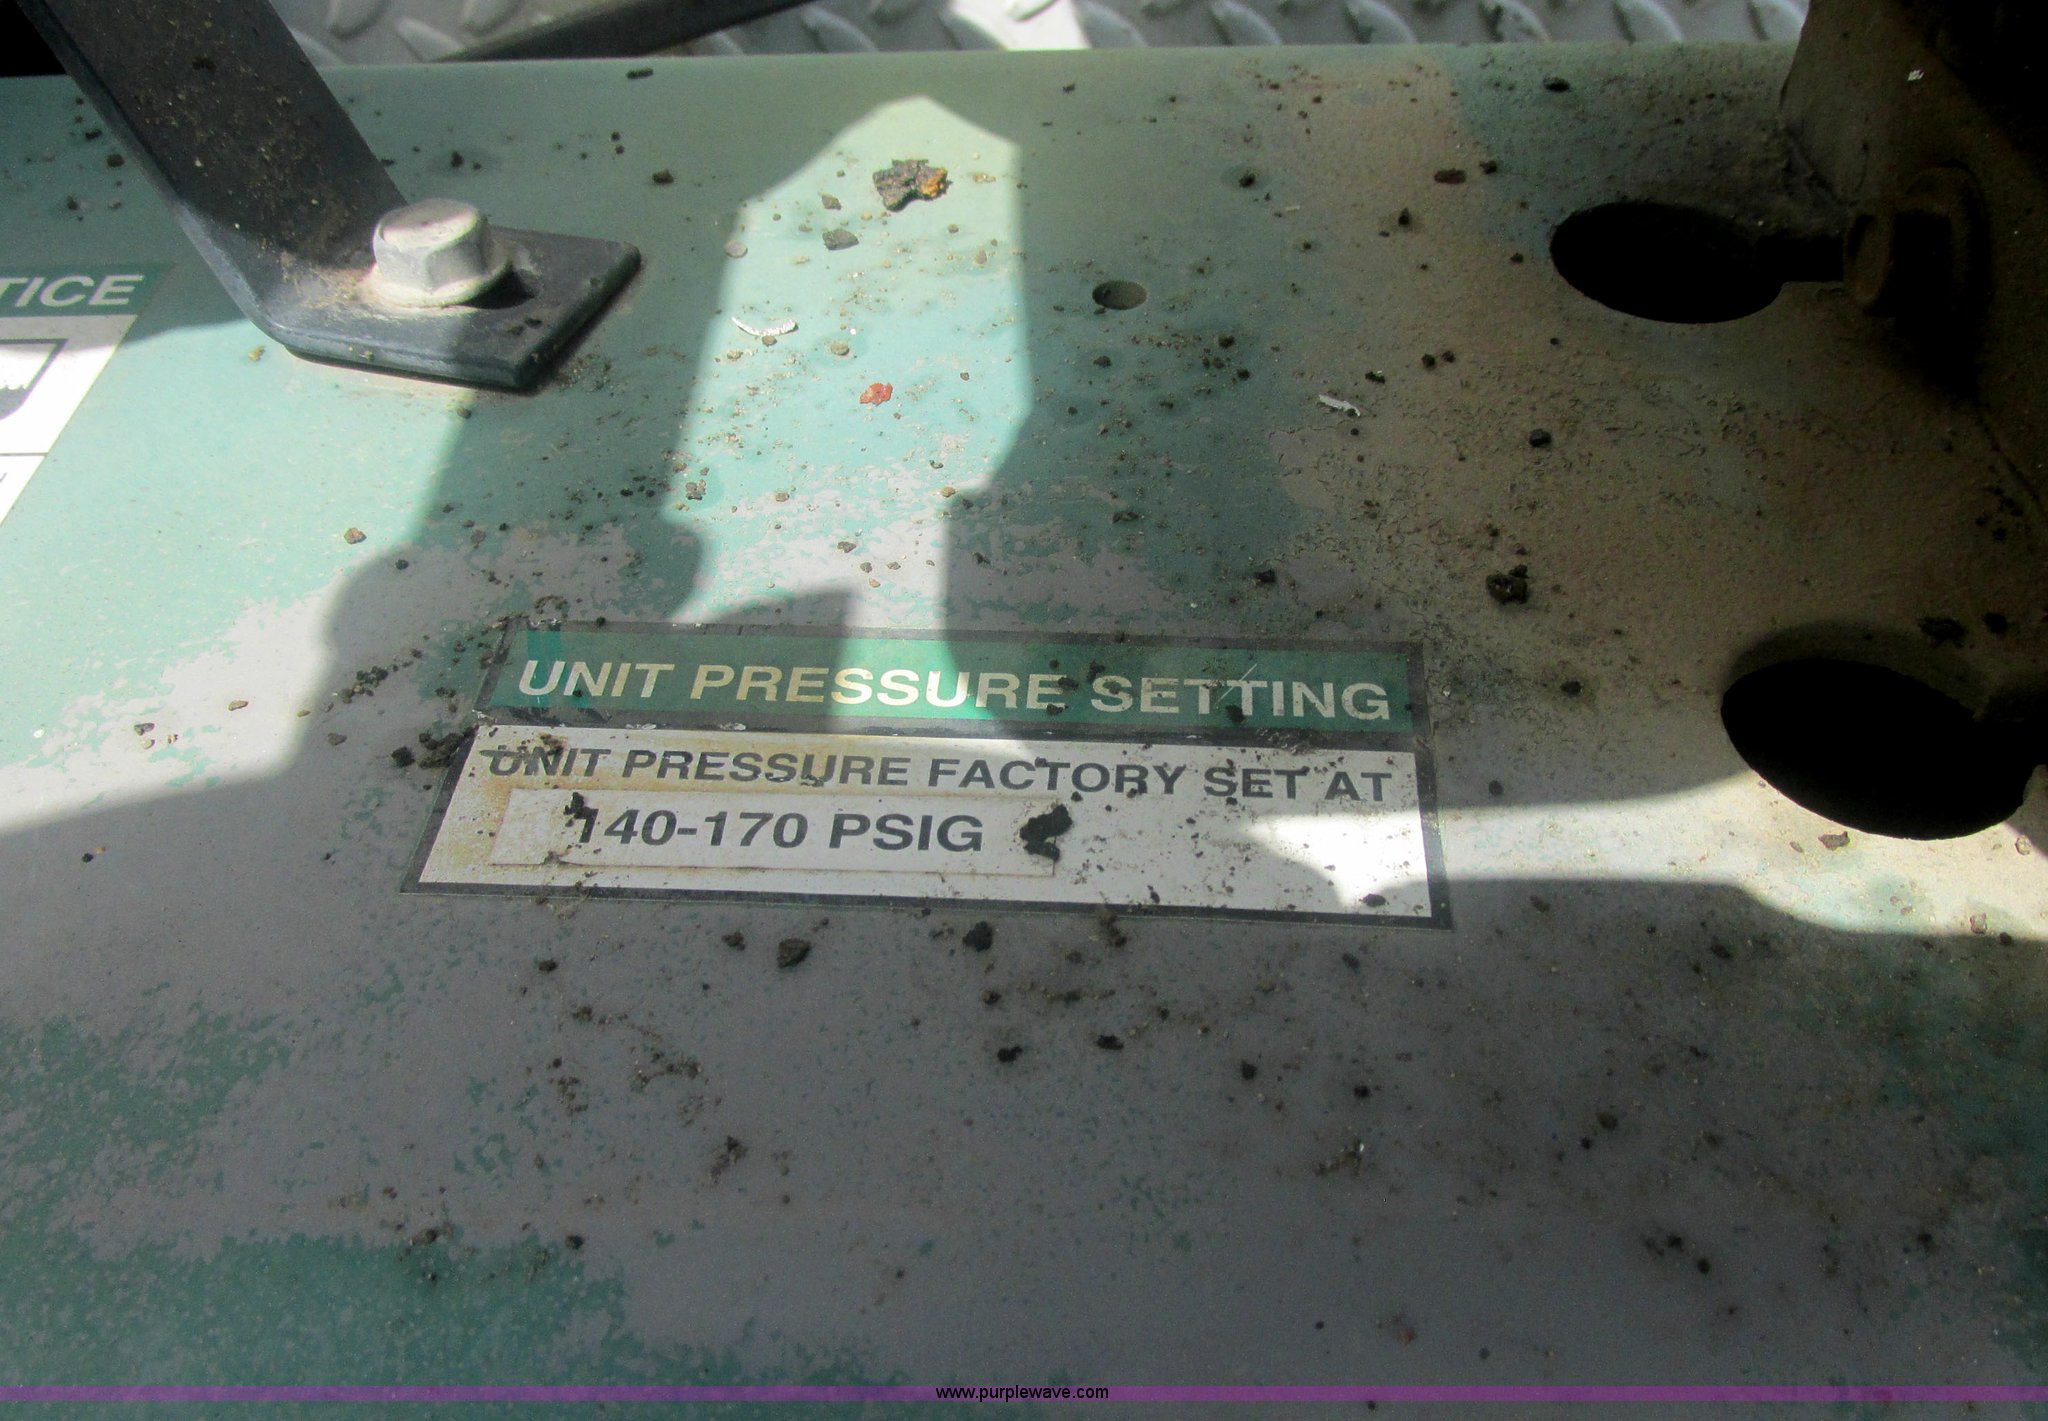 TICE
UNIT PRESSURE SETTING
UNIT PRESSURE FACTORY SET AT
140-170 PSIG
www.purplewave.com